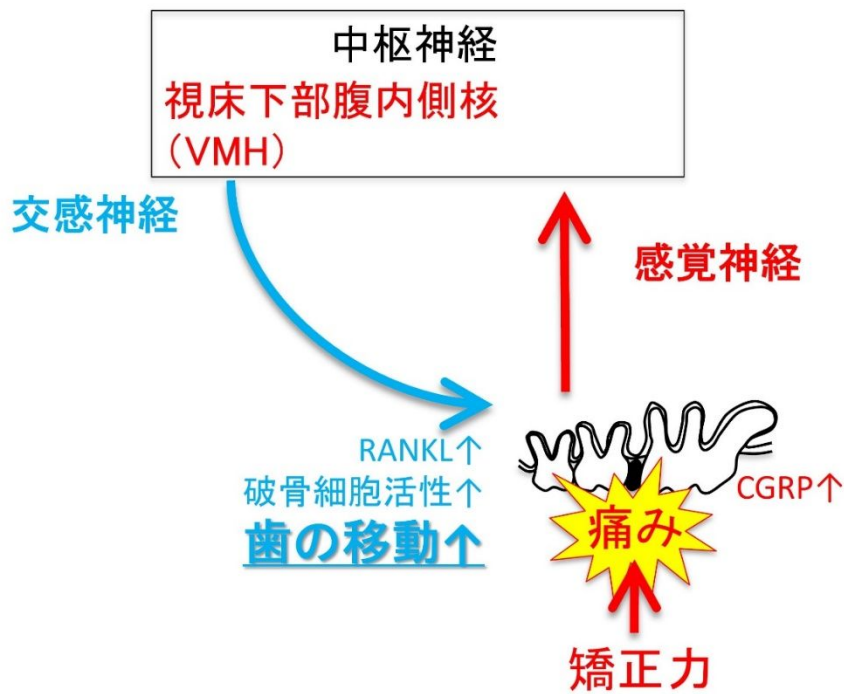 中枢神経
視床下部腹内側核
（VMH）
交感神経
感覚神経
RANKL↑
破骨細胞活性↑
歯の移動↑
CGRP↑
痛み
矯正力